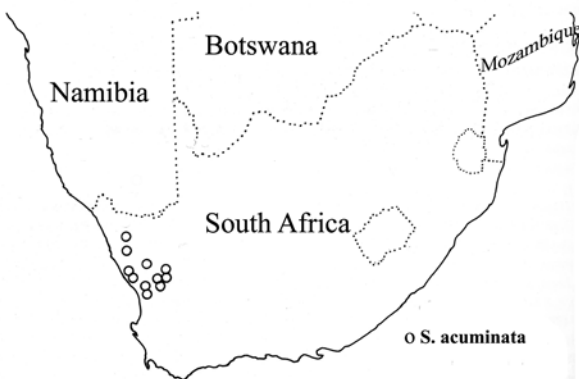 Botswana
Mozambique
Namibia
South Africa
o S. acuminata